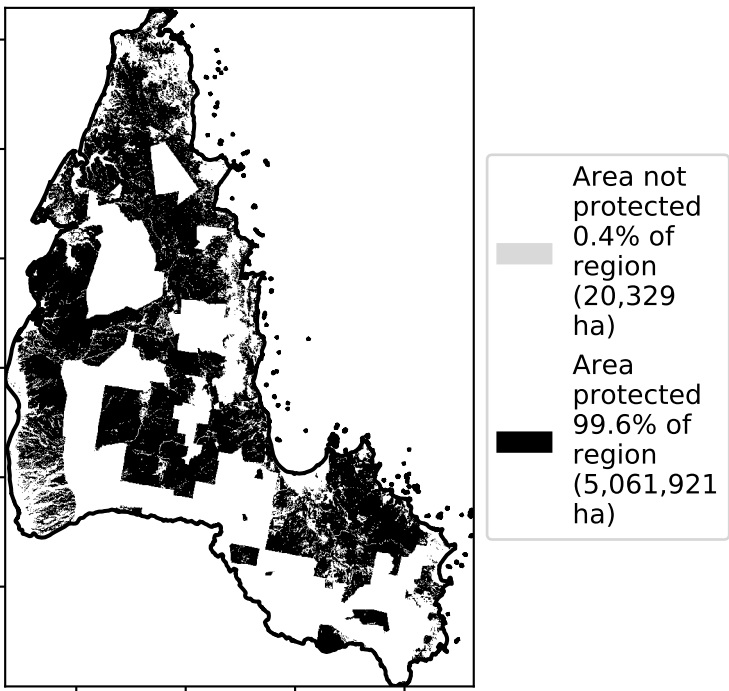 Area not
protected
0.4% of
region
(20,329
ha)
Area
protected
99.6% of
region
(5,061,921
ha)